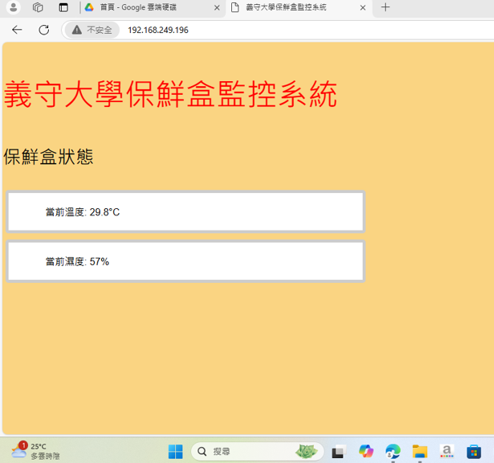 首頁 - Google 雲端硬碟
義守大學保鮮盒監控系統
不安全
192.168.249.196
義守大學保鮮盒監控系統
保鮮盒狀態
當前溫度: 29.8°C
當前濕度: 57%
1
25°C
多雲時陰
搜尋